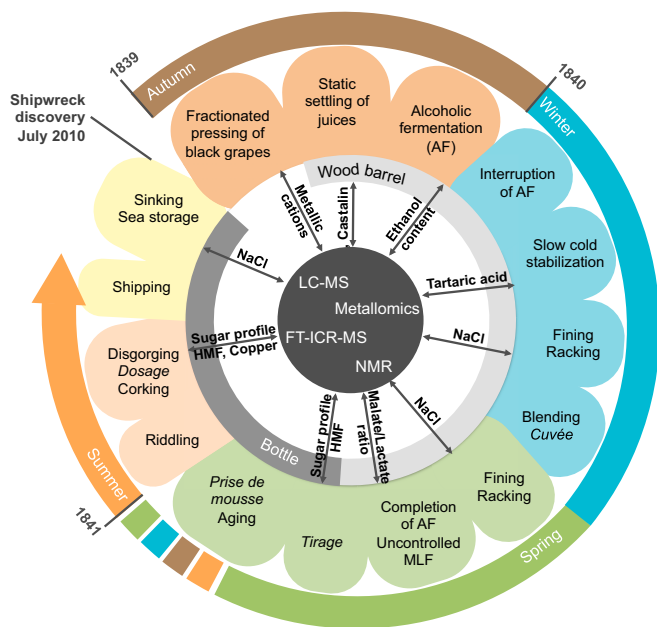 1839
Autumn
1840
Winter
Spring
1841
Summer
Shipwreck
discovery
July 2010
Fractionated
pressing of
black grapes
Static
settling of
juices
Alcoholic
fermentation
(AF)
Interruption
of AF
Slow cold
stabilization
Fining
Racking
Blending
Cuvée
Fining
Racking
Completion
of AF
Uncontrolled
MLF
Tirage
Prise de
mousse
Aging
Riddling
Disgorging
Dosage
Corking
Shipping
Sinking
Sea storage
Wood barrel
Bottle
Metallic
cations
Castalin
Ethanol
content
Tartaric acid
NaCl
NaCl
Malate/Lactate
ratio
Sugar profile
HMF
Sugar profile
HMF, Copper
NaCl
LC-MS
Metallomics
FT-ICR-MS
NMR